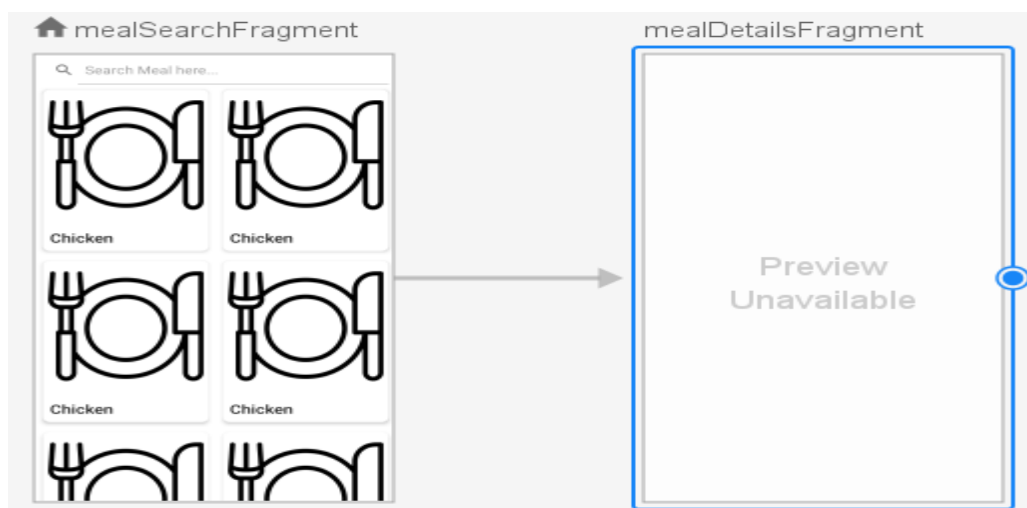 mealSearchFragment
mealDetailsFragment
Search Meal here...
Chicken
Chicken
Chicken
Chicken
Preview
Unavailable